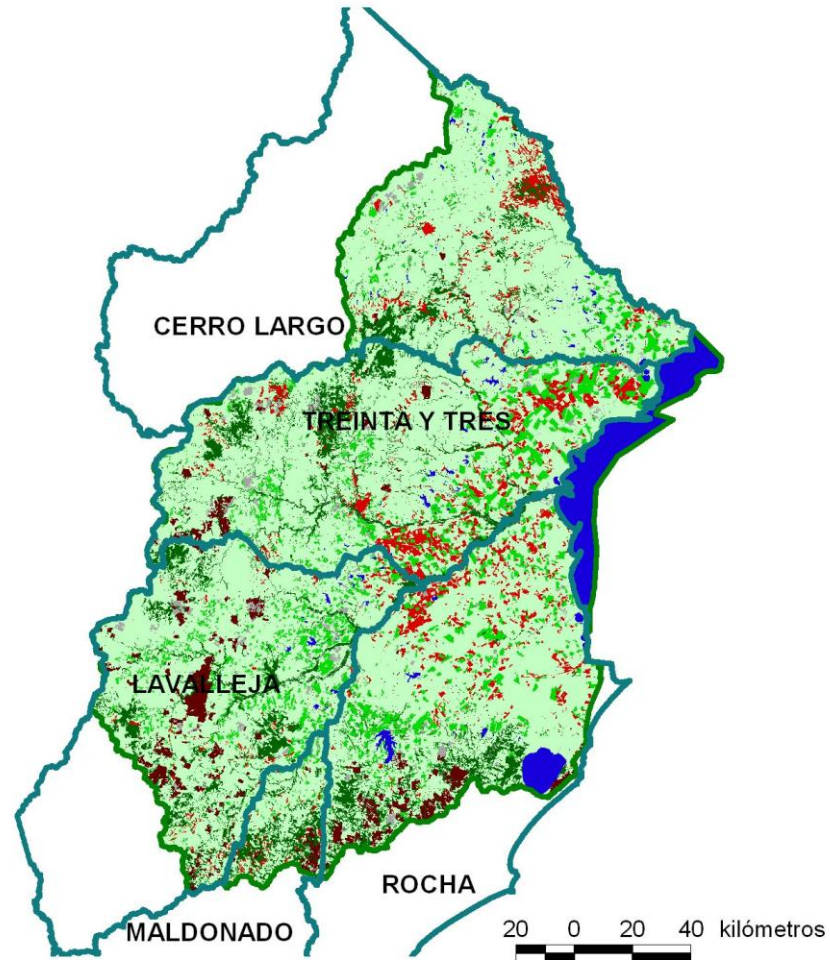 CERRO LARGO
TREINTA Y TRES
LAVALLEJA
ROCHA
MALDONADO
20 0 20 40 kilómetros